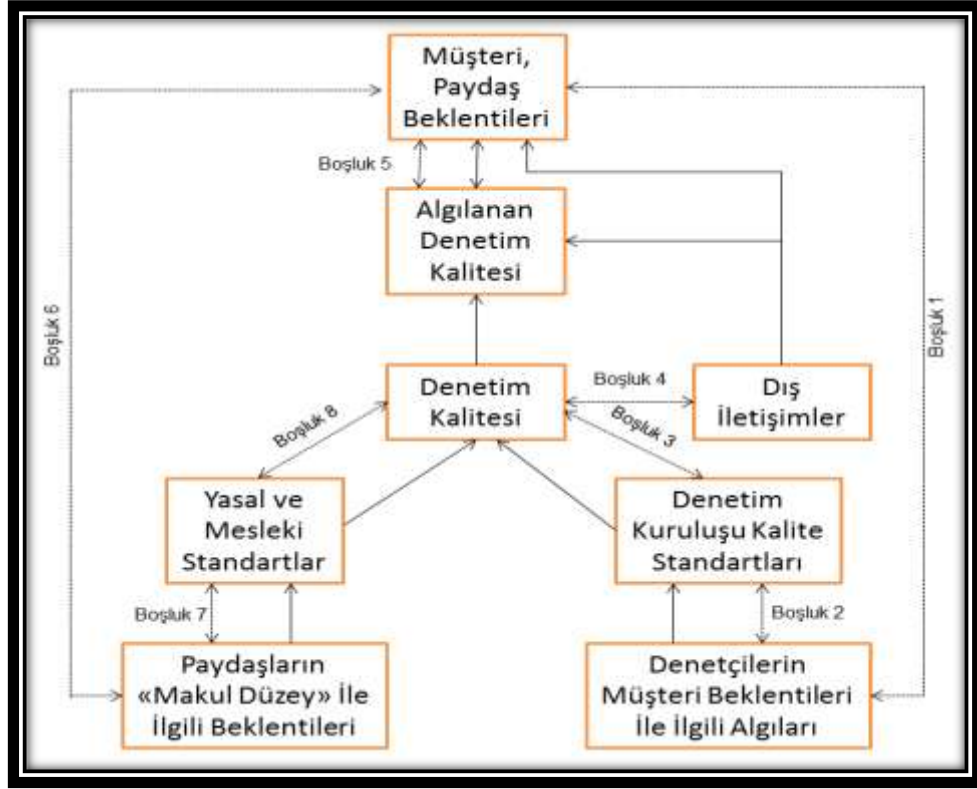 Müşteri,
Paydaş
Beklentileri
Boşluk 5
Algılanan
Denetim
Kalitesi
Boşluk 6
Boşluk 1
Denetim
Kalitesi
Boşluk 4
Dış
İletişimler
Boşluk 8
Boşluk 3
Yasal ve
Mesleki
Standartlar
Denetim
Kuruluşu Kalite
Standartları
Boşluk 7
Boşluk 2
Paydaşların
«Makul Düzey» İle
İlgili Beklentileri
Denetçilerin
Müşteri Beklentileri
İle İlgili Algıları